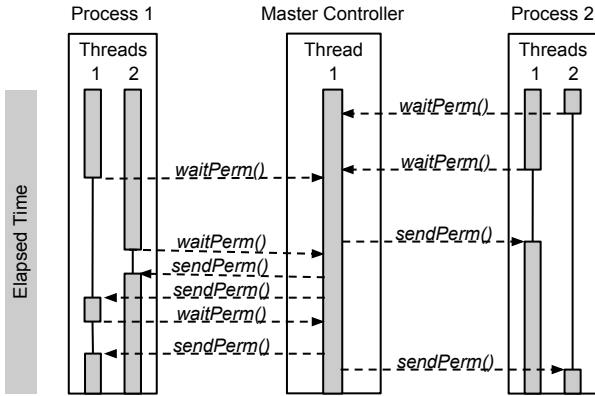 Process 1
Master Controller
Process 2
Threads
Thread
Threads
1 2
1
1 2
waitPerm()
waitPerm()
waitPerm()
sendPerm()
waitPerm()
sendPerm()
sendPerm()
waitPerm()
sendPerm()
sendPerm()
Elapsed Time